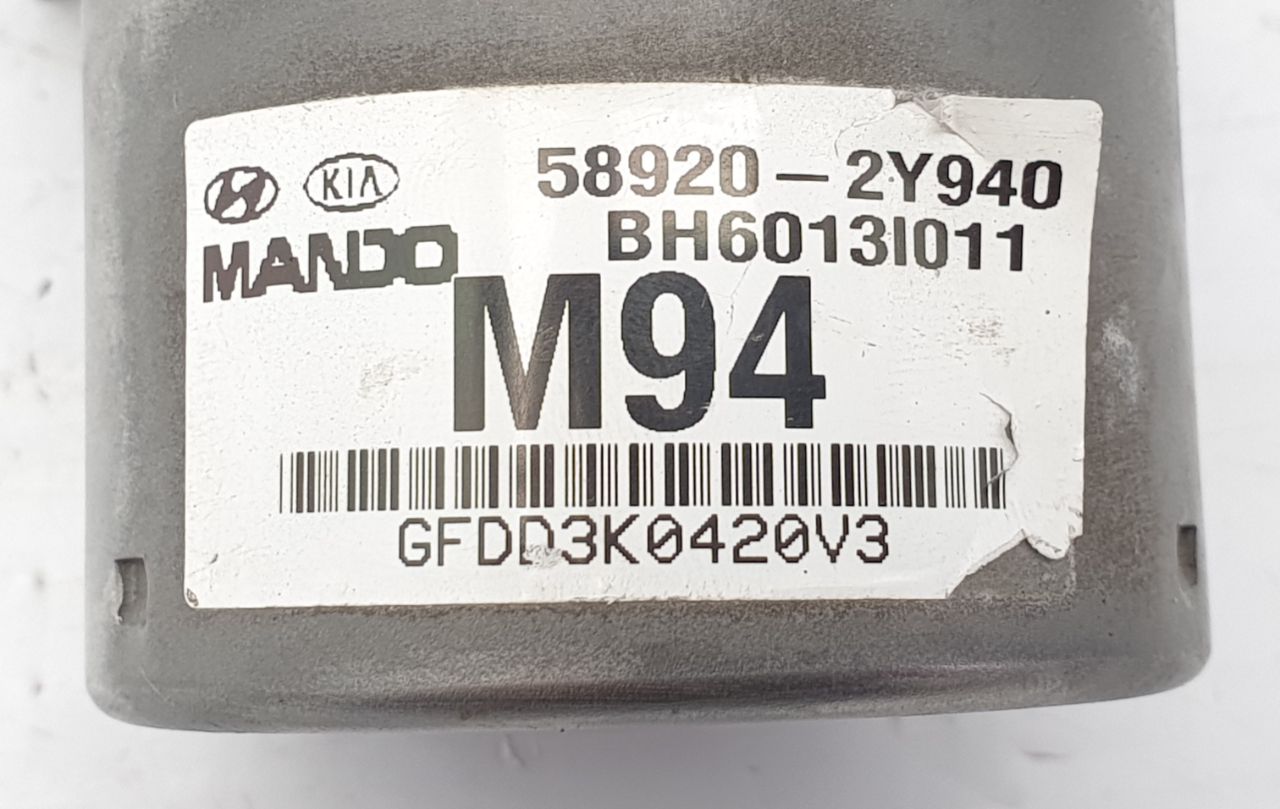 KIA 58920-2Y940
MANDO BH6013I011
M94
GFDD3K0420V3